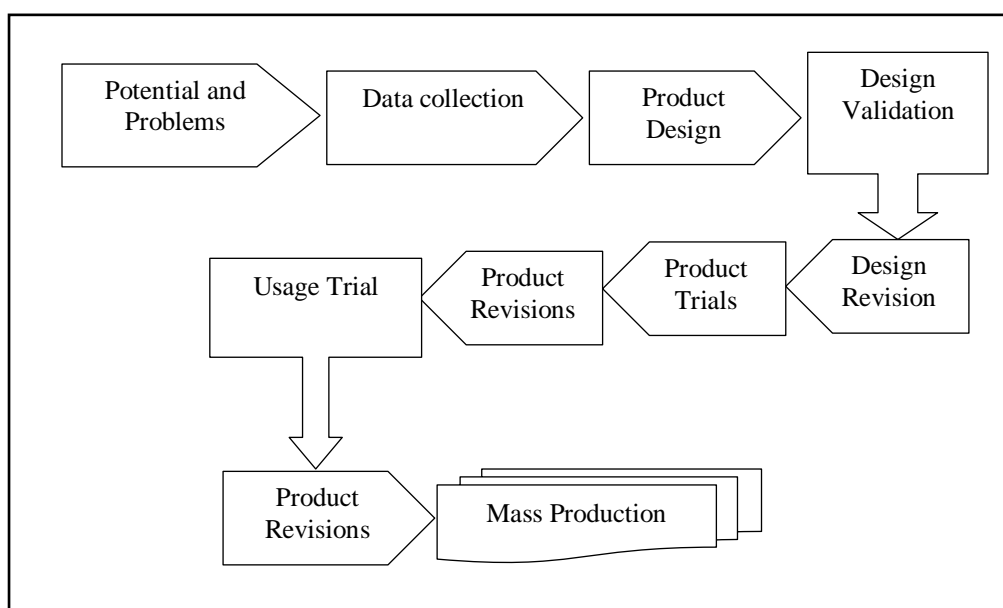 Potential and
Problems
Data collection
Product
Design
Design
Validation
Design
Revision
Product
Trials
Product
Revisions
Usage Trial
Product
Revisions
Mass Production